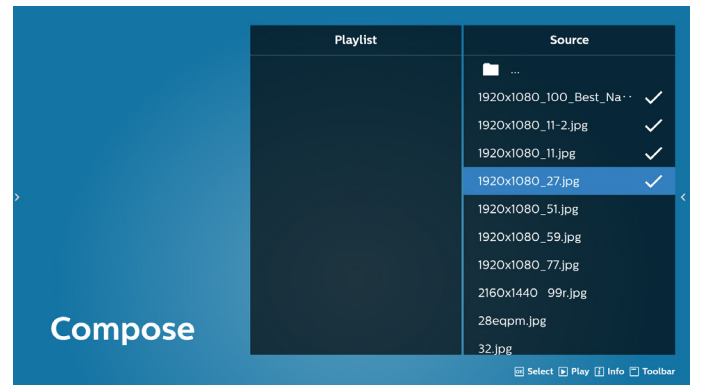 Playlist
Source
...
1920x1080_100_Best_Na··
1920x1080_11-2.jpg
1920x1080_11.jpg
1920x1080_27.jpg
1920x1080_51.jpg
1920x1080_59.jpg
1920x1080_77.jpg
2160x1440 99r.jpg
28eqpm.jpg
32.jpg
Compose
OK Select Play i Info Toolbar